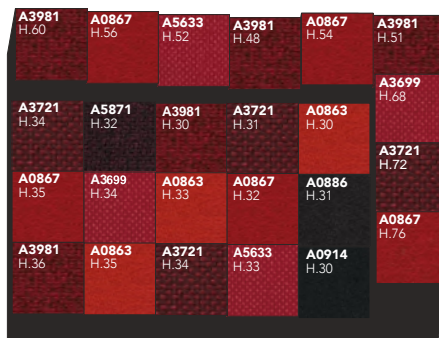 A3981
H.60
A0867
H.56
A5633
H.52
A3981
H.48
A0867
H.54
A3981
H.51
A3699
H.68
A3721
H.34
A5871
H.32
A3981
H.30
A3721
H.31
A0863
H.30
A3721
H.72
A0867
H.35
A3699
H.34
A0863
H.33
A0867
H.32
A0886
H.31
A0867
H.76
A3981
H.36
A0863
H.35
A3721
H.34
A5633
H.33
A0914
H.30